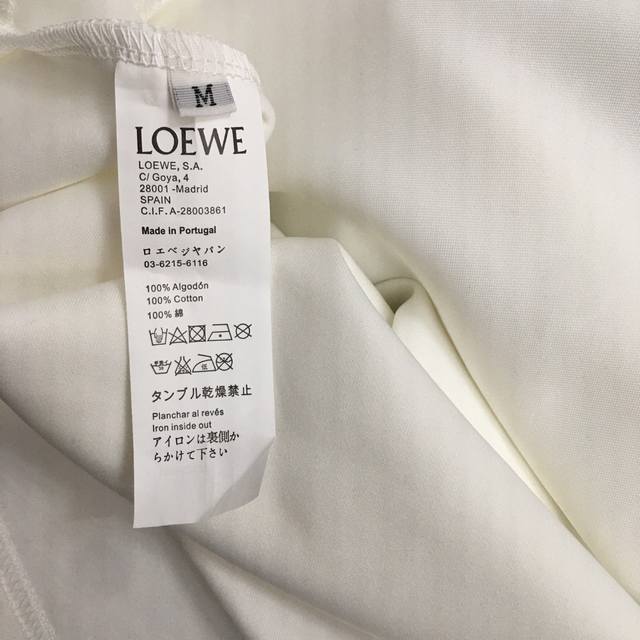 M
LOEWE
LOEWE, S.A.
C/ Goya, 4
28001 -Madrid
SPAIN
C.I.F. A-28003861
Made in Portugal
ロエベジャパン
03-6215-6116
100% Algodón
100% Cotton
100% 綿
低
タンブル乾燥禁止
Planchar al revés
Iron inside out
アイロンは裏側か
らかけて下さい